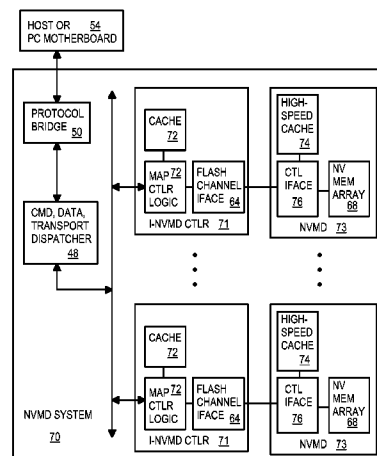 HOST OR 54
PC MOTHERBOARD
PROTOCOL
BRIDGE
50
CMD, DATA,
TRANSPORT
DISPATCHER
48
NVMD SYSTEM
70
CACHE
72
MAP 72
CTLR
LOGIC
FLASH
CHANNEL
IFACE
64
I-NVMD CTLR 71
HIGH-
SPEED
CACHE
74
CTL
IFACE
76
NV
MEM
ARRAY
68
NVMD 73
CACHE
72
MAP 72
CTLR
LOGIC
FLASH
CHANNEL
IFACE
64
I-NVMD CTLR 71
HIGH-
SPEED
CACHE
74
CTL
IFACE
76
NV
MEM
ARRAY
68
NVMD 73